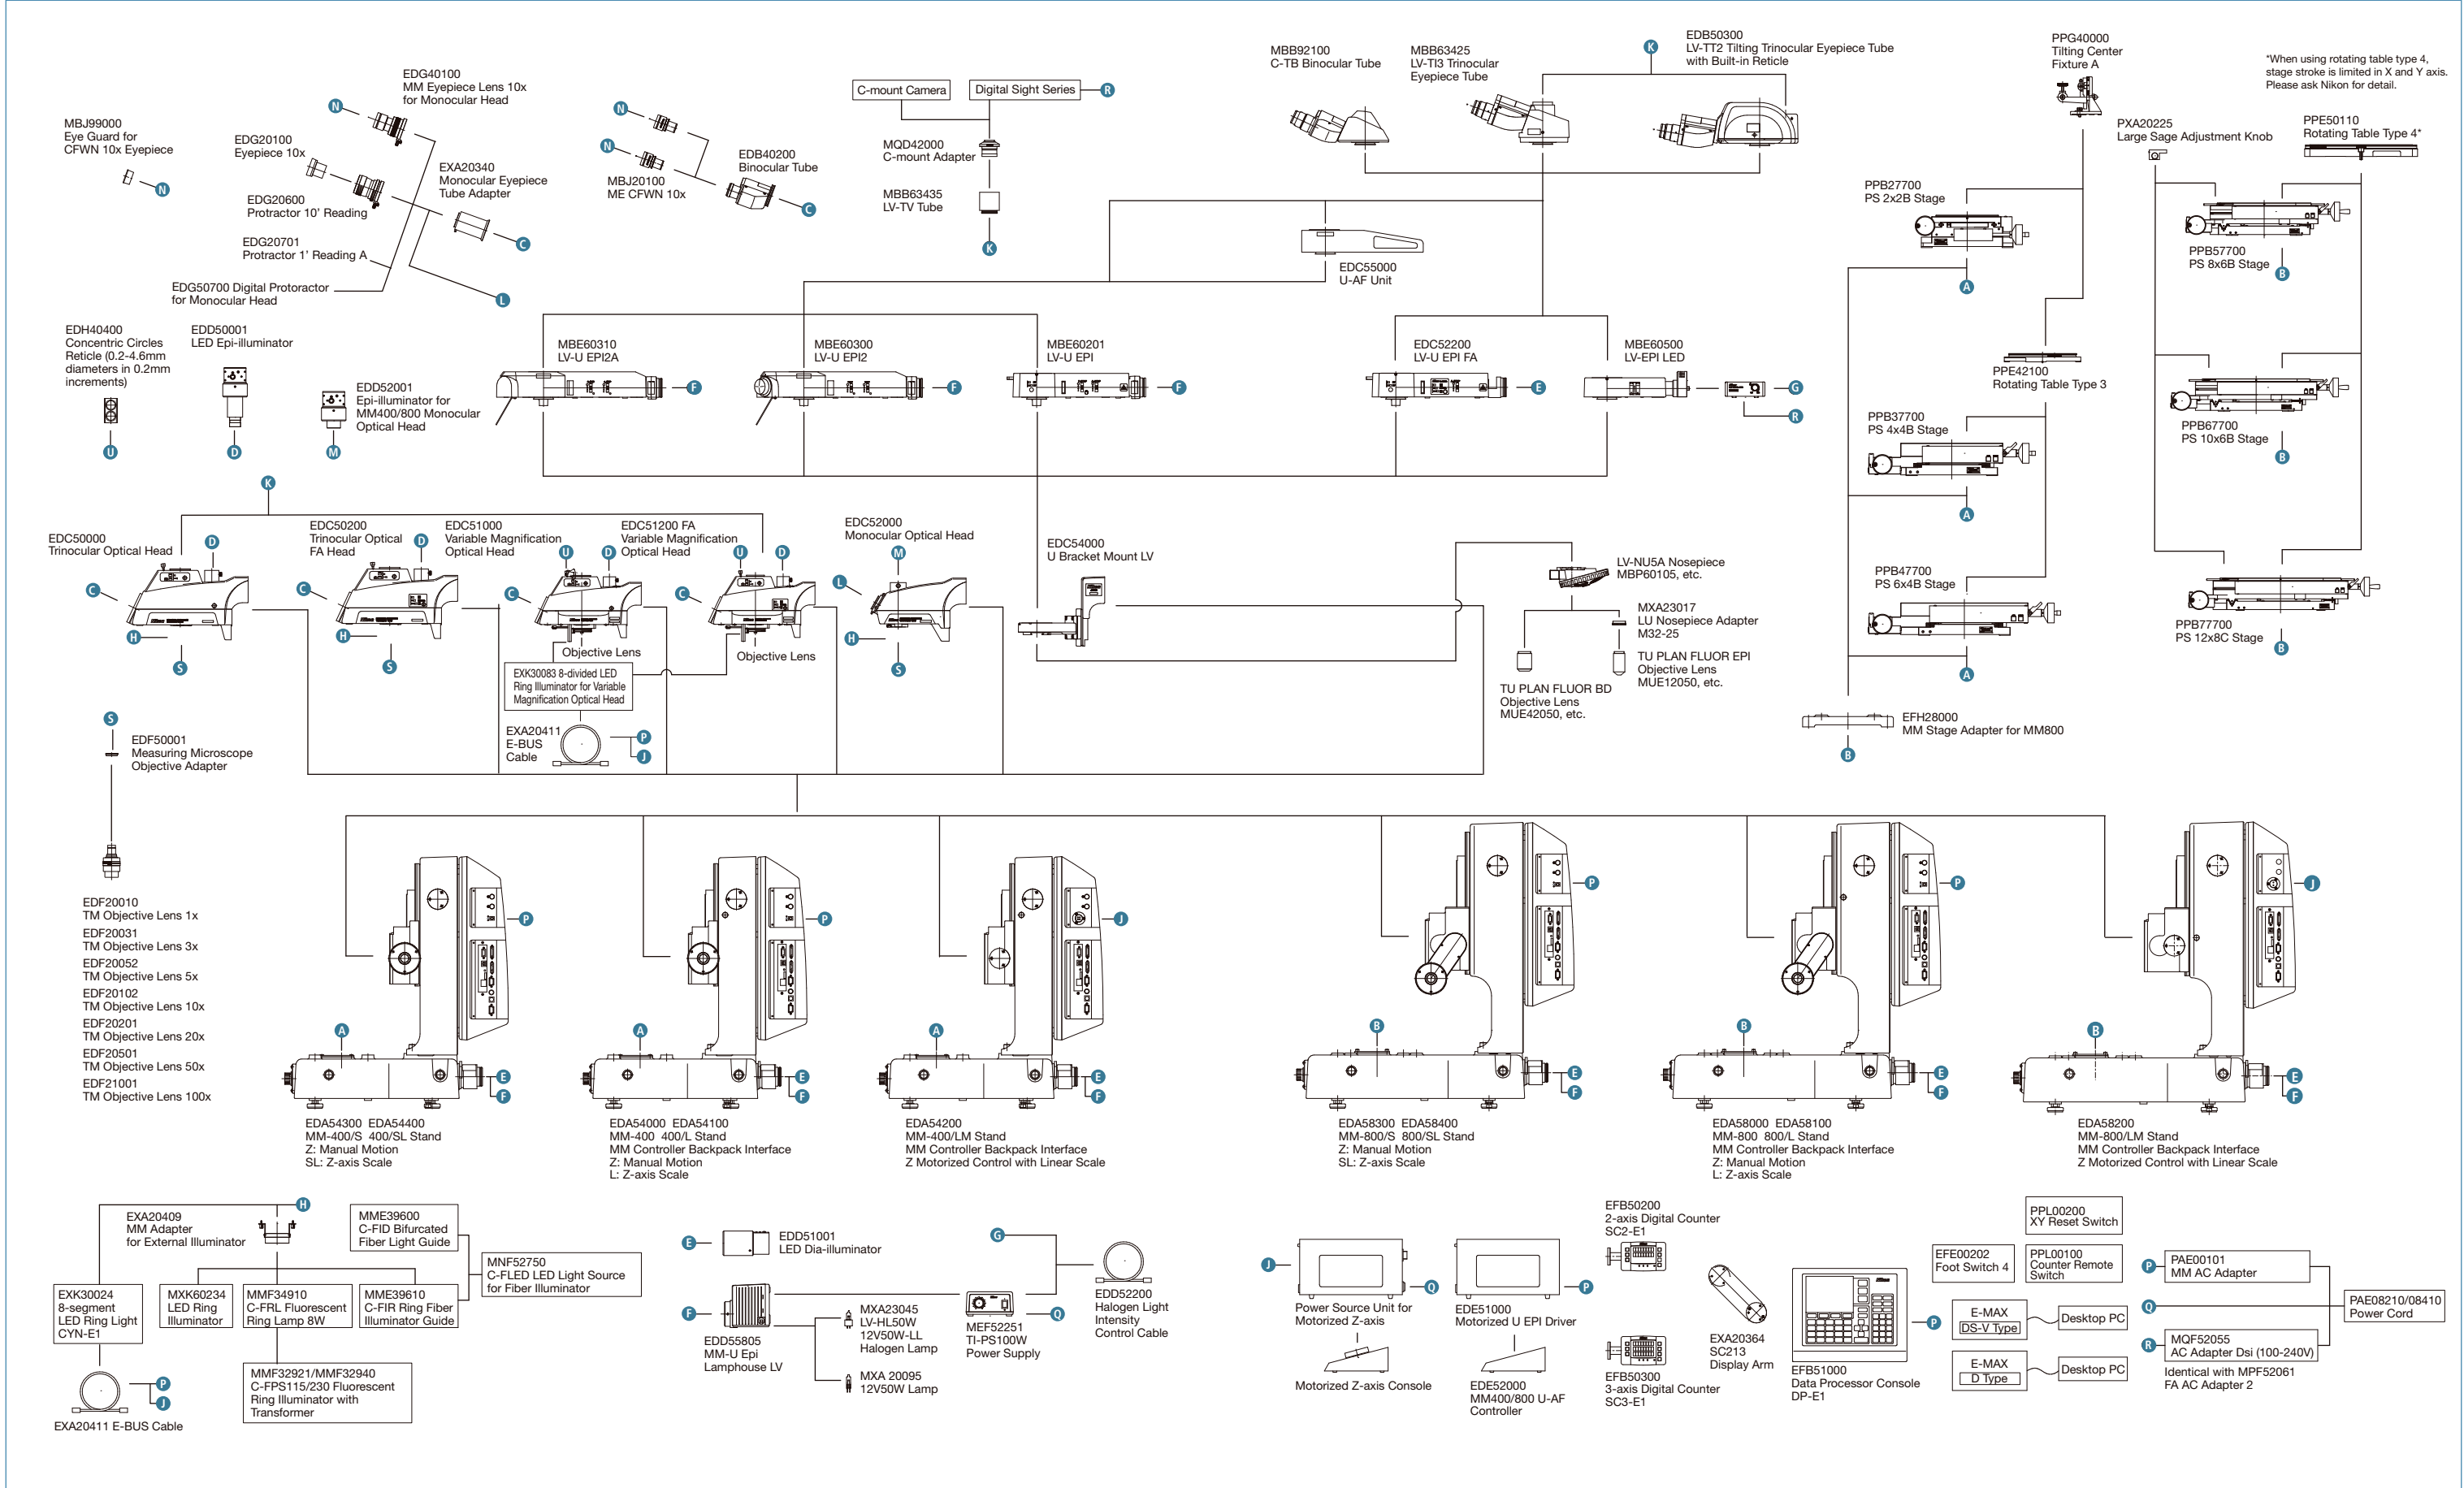 MBJ99000
Eye Guard for
CFWN 10x Eyepiece
N
EDG40100
MM Eyepiece Lens 10x
for Monocular Head
N
EDG20100
Eyepiece 10x
EDG20600
Protractor 10' Reading
EDG20701
Protractor 1' Reading A
EDG50700 Digital Protoractor
for Monocular Head
EXA20340
Monocular Eyepiece
Tube Adapter
C
L
N
N
MBJ20100
ME CFWN 10x
EDB40200
Binocular Tube
C
C-mount Camera
Digital Sight Series
R
MQD42000
C-mount Adapter
MBB63435
LV-TV Tube
K
MBB92100
C-TB Binocular Tube
MBB63425
LV-TI3 Trinocular
Eyepiece Tube
K
EDB50300
LV-TT2 Tilting Trinocular Eyepiece Tube
with Built-in Reticle
EDC55000
U-AF Unit
PPG40000
Tilting Center
Fixture A
*When using rotating table type 4,
stage stroke is limited in X and Y axis.
Please ask Nikon for detail.
PXA20225
Large Sage Adjustment Knob
PPE50110
Rotating Table Type 4*
PPB27700
PS 2x2B Stage
A
PPB57700
PS 8x6B Stage
B
PPE42100
Rotating Table Type 3
PPB37700
PS 4x4B Stage
A
PPB67700
PS 10x6B Stage
B
PPB47700
PS 6x4B Stage
A
PPB77700
PS 12x8C Stage
B
EFH28000
MM Stage Adapter for MM800
B
EDH40400
Concentric Circles
Reticle (0.2-4.6mm
diameters in 0.2mm
increments)
U
EDD50001
LED Epi-illuminator
D
EDD52001
Epi-illuminator for
MM400/800 Monocular
Optical Head
M
MBE60310
LV-U EPI2A
F
MBE60300
LV-U EPI2
F
MBE60201
LV-U EPI
F
EDC52200
LV-U EPI FA
E
MBE60500
LV-EPI LED
G
R
K
EDC50000
Trinocular Optical Head
D
C
H
S
EDC50200
Trinocular Optical
FA Head
D
C
H
S
EDC51000
Variable Magnification
Optical Head
U
D
C
Objective Lens
EDC51200 FA
Variable Magnification
Optical Head
U
D
C
Objective Lens
EDC52000
Monocular Optical Head
M
L
H
S
EXK30083 8-divided LED
Ring Illuminator for Variable
Magnification Optical Head
EXA20411
E-BUS
Cable
P
J
EDC54000
U Bracket Mount LV
LV-NU5A Nosepiece
MBP60105, etc.
MXA23017
LU Nosepiece Adapter
M32-25
TU PLAN FLUOR EPI
Objective Lens
MUE12050, etc.
TU PLAN FLUOR BD
Objective Lens
MUE42050, etc.
S
EDF50001
Measuring Microscope
Objective Adapter
EDF20010
TM Objective Lens 1x
EDF20031
TM Objective Lens 3x
EDF20052
TM Objective Lens 5x
EDF20102
TM Objective Lens 10x
EDF20201
TM Objective Lens 20x
EDF20501
TM Objective Lens 50x
EDF21001
TM Objective Lens 100x
P
A
E
F
EDA54300 EDA54400
MM-400/S 400/SL Stand
Z: Manual Motion
SL: Z-axis Scale
P
A
E
F
EDA54000 EDA54100
MM-400 400/L Stand
MM Controller Backpack Interface
Z: Manual Motion
L: Z-axis Scale
J
A
E
F
EDA54200
MM-400/LM Stand
MM Controller Backpack Interface
Z Motorized Control with Linear Scale
P
B
E
F
EDA58300 EDA58400
MM-800/S 800/SL Stand
Z: Manual Motion
SL: Z-axis Scale
P
B
E
F
EDA58000 EDA58100
MM-800 800/L Stand
MM Controller Backpack Interface
Z: Manual Motion
L: Z-axis Scale
J
B
E
F
EDA58200
MM-800/LM Stand
MM Controller Backpack Interface
Z Motorized Control with Linear Scale
H
EXA20409
MM Adapter
for External Illuminator
MME39600
C-FID Bifurcated
Fiber Light Guide
MNF52750
C-FLED LED Light Source
for Fiber Illuminator
EXK30024
8-segment
LED Ring Light
CYN-E1
MXK60234
LED Ring
Illuminator
MMF34910
C-FRL Fluorescent
Ring Lamp 8W
MME39610
C-FIR Ring Fiber
Illuminator Guide
MMF32921/MMF32940
C-FPS115/230 Fluorescent
Ring Illuminator with
Transformer
P
J
EXA20411 E-BUS Cable
E
EDD51001
LED Dia-illuminator
F
EDD55805
MM-U Epi
Lamphouse LV
MXA23045
LV-HL50W
12V50W-LL
Halogen Lamp
MXA 20095
12V50W Lamp
G
MEF52251
TI-PS100W
Power Supply
Q
EDD52200
Halogen Light
Intensity
Control Cable
J
Q
Power Source Unit for
Motorized Z-axis
Motorized Z-axis Console
P
EDE51000
Motorized U EPI Driver
EDE52000
MM400/800 U-AF
Controller
EFB50200
2-axis Digital Counter
SC2-E1
EFB50300
3-axis Digital Counter
SC3-E1
EXA20364
SC213
Display Arm
P
EFB51000
Data Processor Console
DP-E1
PPL00200
XY Reset Switch
EFE00202
Foot Switch 4
PPL00100
Counter Remote
Switch
E-MAX
DS-V Type
Desktop PC
E-MAX
D Type
Desktop PC
P
PAE00101
MM AC Adapter
Q
PAE08210/08410
Power Cord
R
MQF52055
AC Adapter Dsi (100-240V)
Identical with MPF52061
FA AC Adapter 2